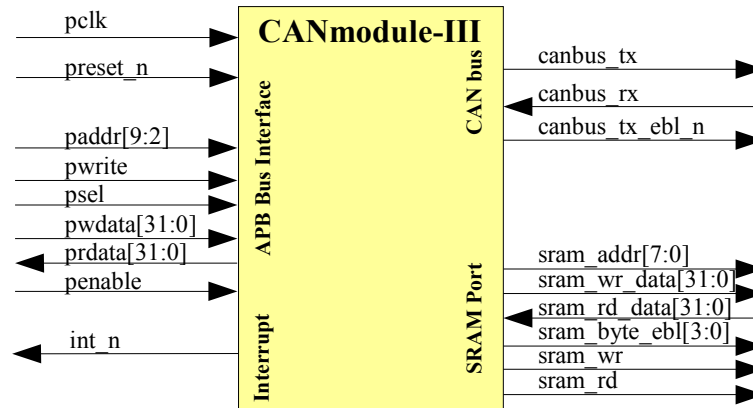 CANmodule-III
pclk
preset_n
paddr[9:2]
pwrite
psel
pwdata[31:0]
prdata[31:0]
penable
int_n
APB Bus Interface
Interrupt
CAN bus
SRAM Port
canbus_tx
canbus_rx
canbus_tx_ebl_n
sram_addr[7:0]
sram_wr_data[31:0]
sram_rd_data[31:0]
sram_byte_ebl[3:0]
sram_wr
sram_rd